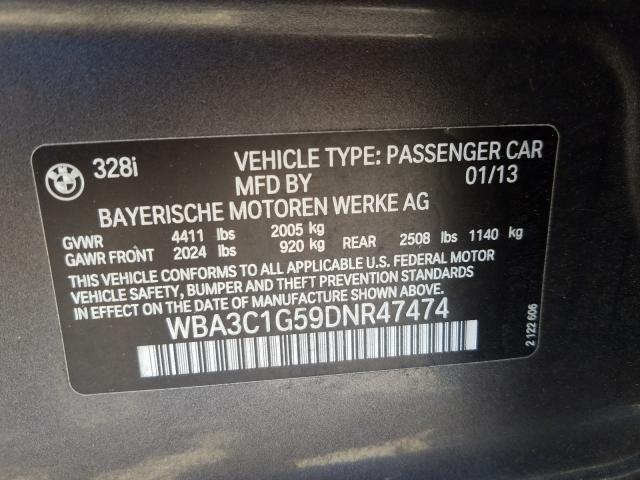 328i VEHICLE TYPE: PASSENGER CAR
MFD BY 01/13
BAYERISCHE MOTOREN WERKE AG
GVWR 4411 lbs 2005 kg
GAWR FRONT 2024 lbs 920 kg REAR 2508 lbs 1140 kg
THIS VEHICLE CONFORMS TO ALL APPLICABLE U.S. FEDERAL MOTOR
VEHICLE SAFETY, BUMPER AND THEFT PREVENTION STANDARDS
IN EFFECT ON THE DATE OF MANUFACTURE SHOWN ABOVE.
WBA3C1G59DNR47474
2 122 606